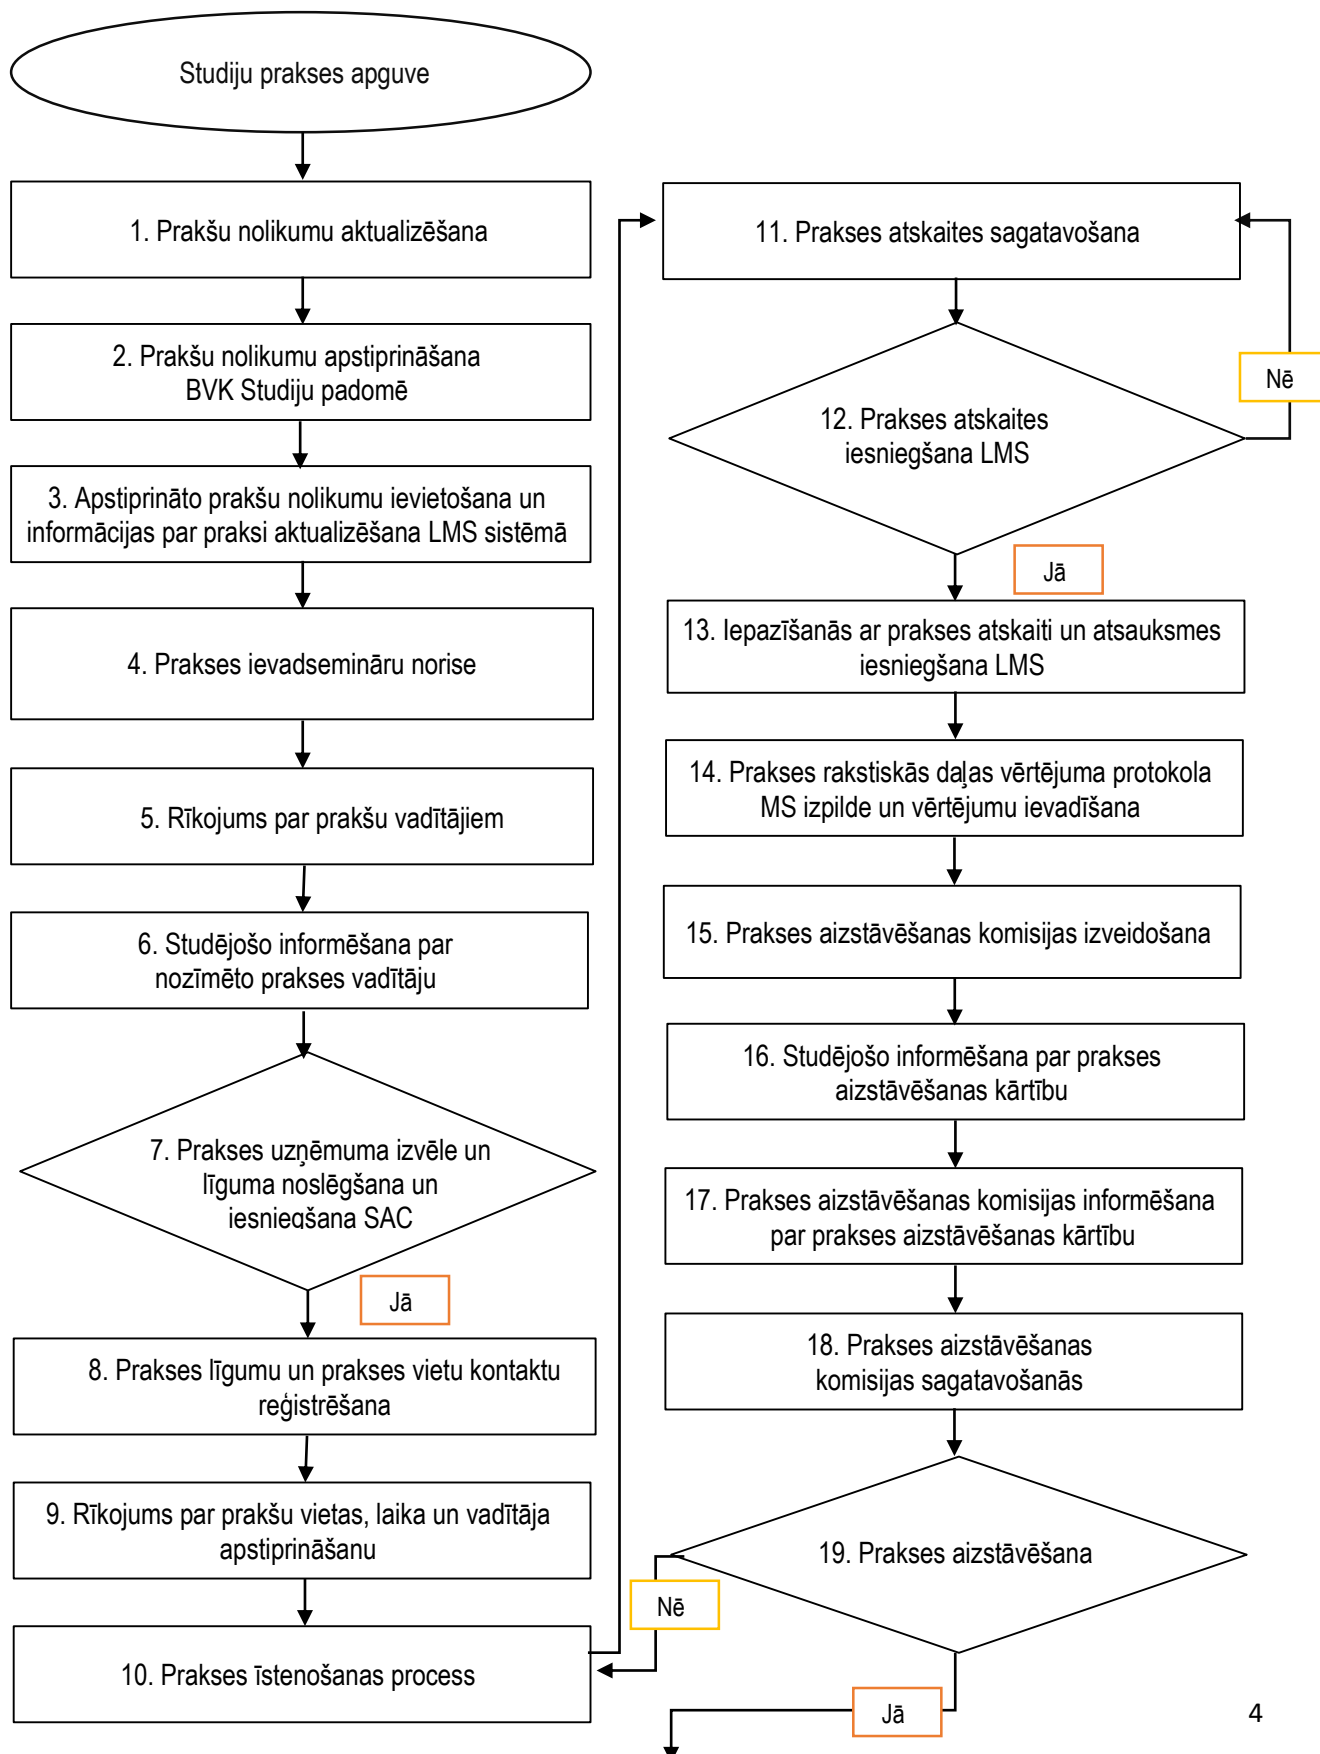 Studiju prakses apguve
1. Prakšu nolikumu aktualizēšana
2. Prakšu nolikumu apstiprināšana
BVK Studiju padomē
3. Apstiprināto prakšu nolikumu ievietošana un
informācijas par praksi aktualizēšana LMS sistēmā
4. Prakses ievadsemināru norise
5. Rīkojums par prakšu vadītājiem
6. Studējošo informēšana par
nozīmēto prakses vadītāju
7. Prakses uzņēmuma izvēle un
līguma noslēgšana un
iesniegšana SAC
Jā
8. Prakses līgumu un prakses vietu kontaktu
reģistrēšana
9. Rīkojums par prakšu vietas, laika un vadītāja
apstiprināšanu
10. Prakses īstenošanas process
11. Prakses atskaites sagatavošana
Nē
12. Prakses atskaites
iesniegšana LMS
Jā
13. Iepazīšanās ar prakses atskaiti un atsauksmes
iesniegšana LMS
14. Prakses rakstiskās daļas vērtējuma protokola
MS izpilde un vērtējumu ievadīšana
15. Prakses aizstāvēšanas komisijas izveidošana
16. Studējošo informēšana par prakses
aizstāvēšanas kārtību
17. Prakses aizstāvēšanas komisijas informēšana
par prakses aizstāvēšanas kārtību
18. Prakses aizstāvēšanas
komisijas sagatavošanās
19. Prakses aizstāvēšana
Nē
Jā
4